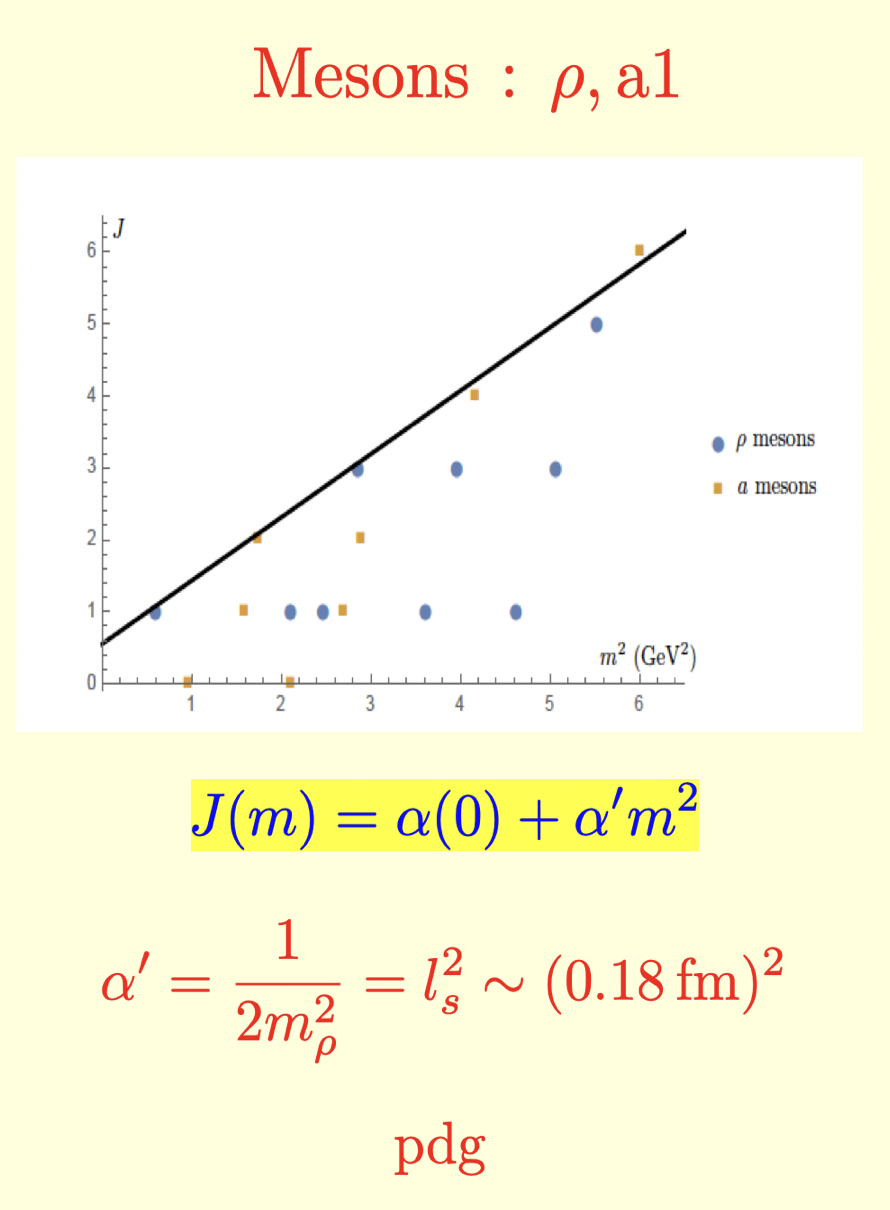 Mesons : ρ, a1
J
6
5
4
3
2
1
0
1 2 3 4 5 6
m² (GeV²)
ρ mesons
a mesons
J(m) = α(0) + α′m²
α′ = 1/(2m_ρ²) = l_s² ∼ (0.18 fm)²
pdg